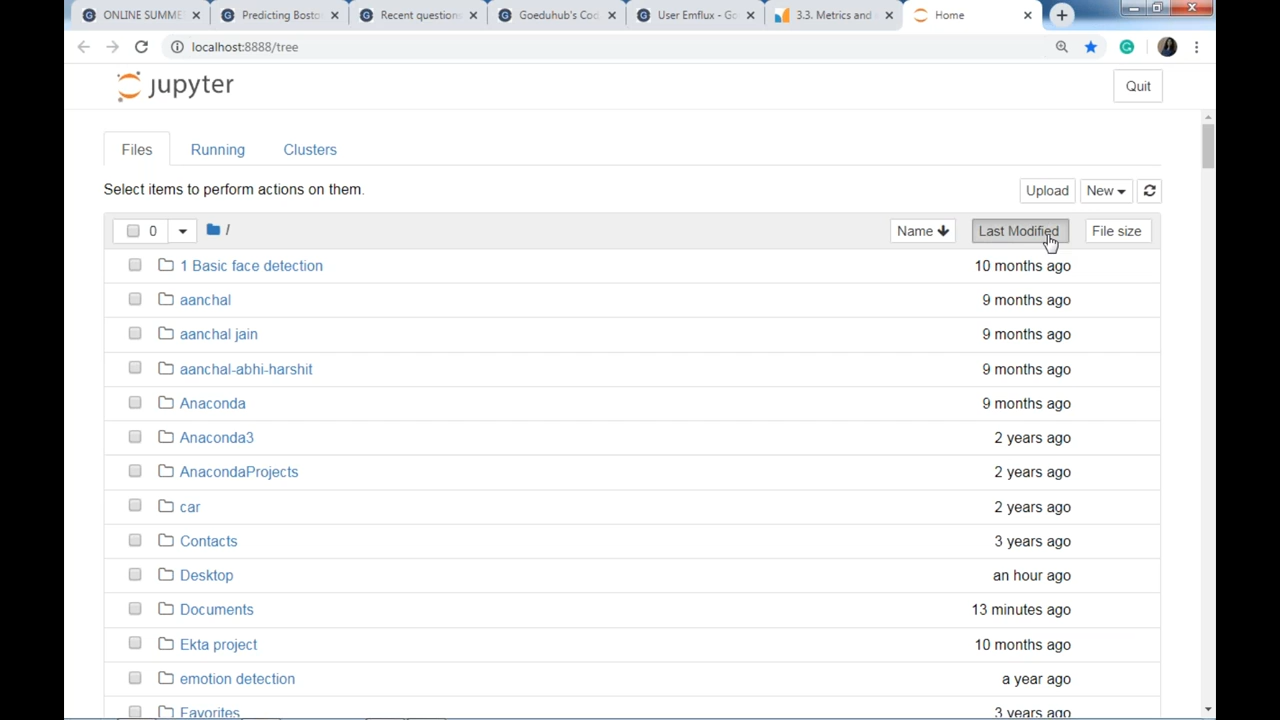 ONLINE SUMME
Predicting Bosto
Recent question
Goeduhub's Cod
User Emflux - Go
3.3. Metrics and
Home
localhost:8888/tree
jupyter
Quit
Files
Running
Clusters
Select items to perform actions on them.
Upload
New
0
/
Name
Last Modified
File size
1 Basic face detection
10 months ago
aanchal
9 months ago
aanchal jain
9 months ago
aanchal-abhi-harshit
9 months ago
Anaconda
9 months ago
Anaconda3
2 years ago
AnacondaProjects
2 years ago
car
2 years ago
Contacts
3 years ago
Desktop
an hour ago
Documents
13 minutes ago
Ekta project
10 months ago
emotion detection
a year ago
Favorites
3 years ago